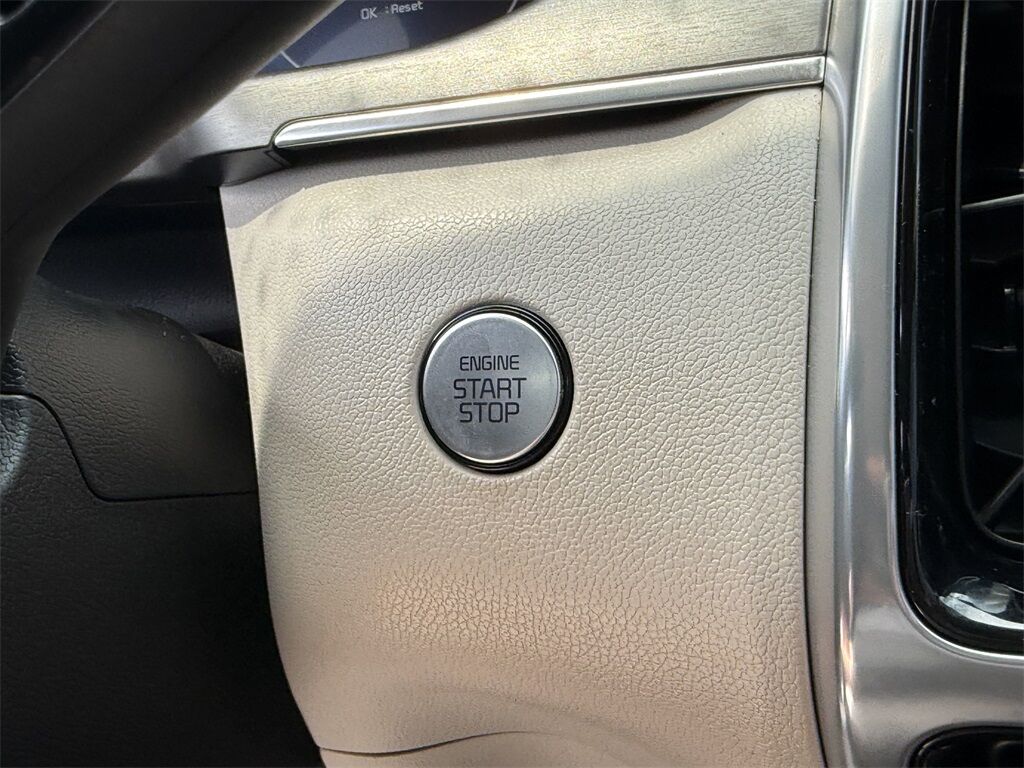 OK : Reset
ENGINE
START
STOP